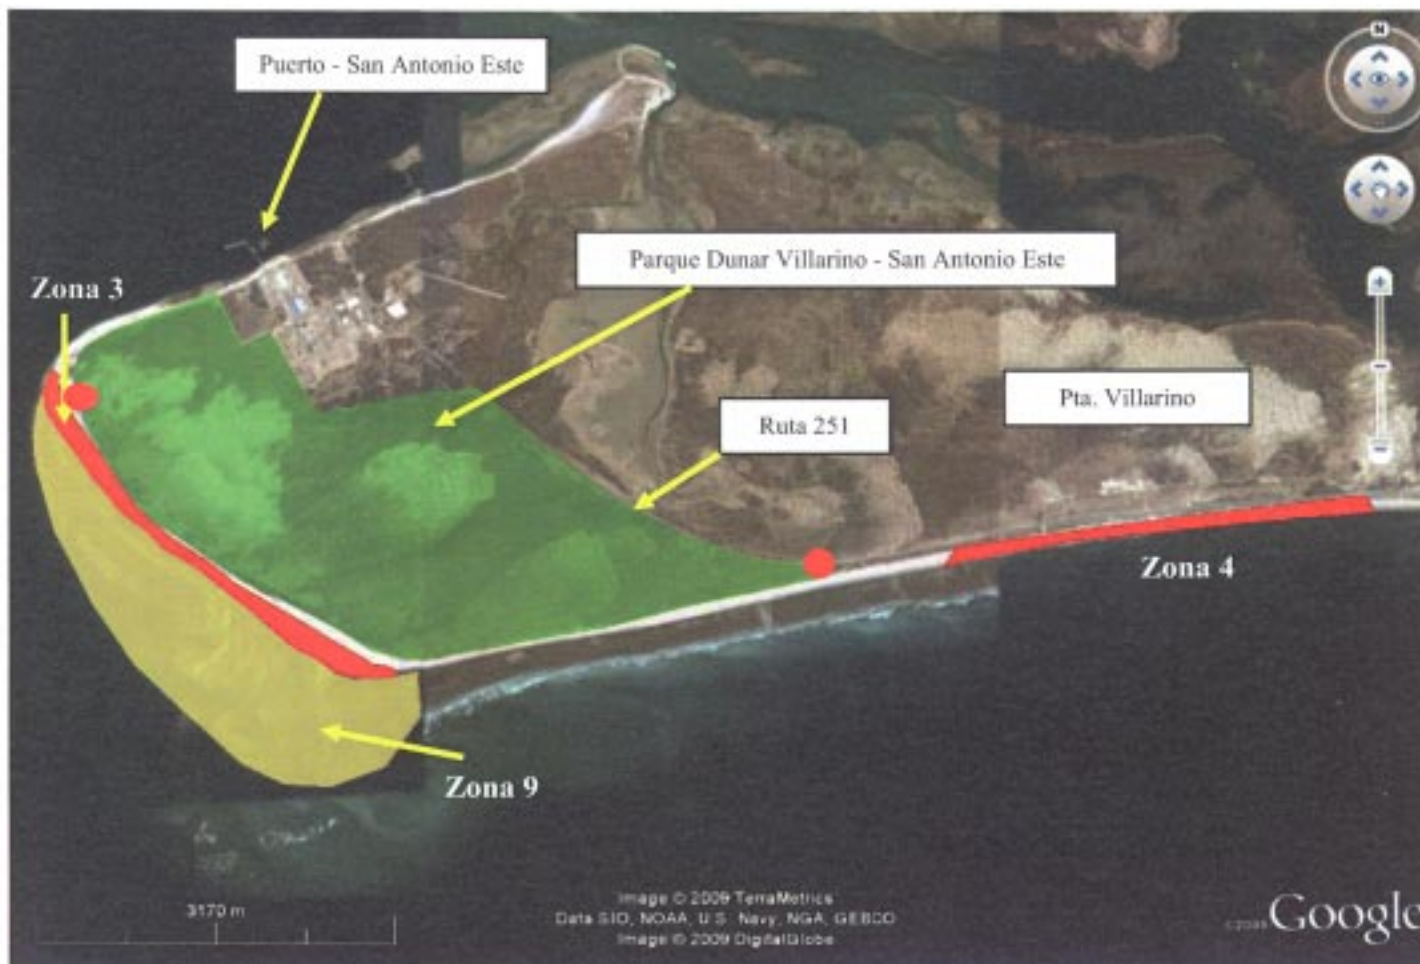 Puerto - San Antonio Este
N
Parque Dunar Villarino - San Antonio Este
Zona 3
Pta. Villarino
Ruta 251
Zona 4
Zona 9
3170 m
Image © 2009 TerraMetrics
Data SIO, NOAA, U.S. Navy, NGA, GEBCO
Image © 2009 DigitalGlobe
©2009 Google